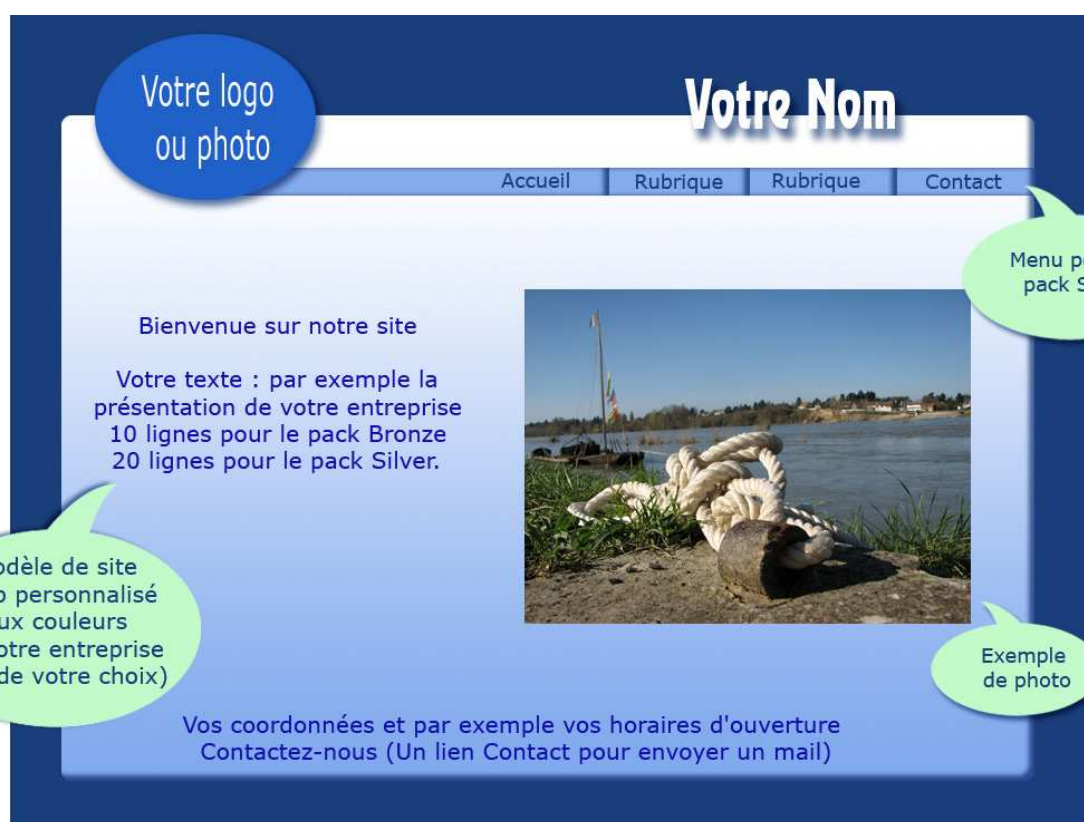 Votre logo
ou photo
Votre Nom
Accueil
Rubrique
Rubrique
Contact
Menu
pack
Bienvenue sur notre site
Votre texte : par exemple la
présentation de votre entreprise
10 lignes pour le pack Bronze
20 lignes pour le pack Silver.
de site
personnalisé
couleurs
entreprise
de votre choix)
Exemple
de photo
Vos coordonnées et par exemple vos horaires d'ouverture
Contactez-nous (Un lien Contact pour envoyer un mail)